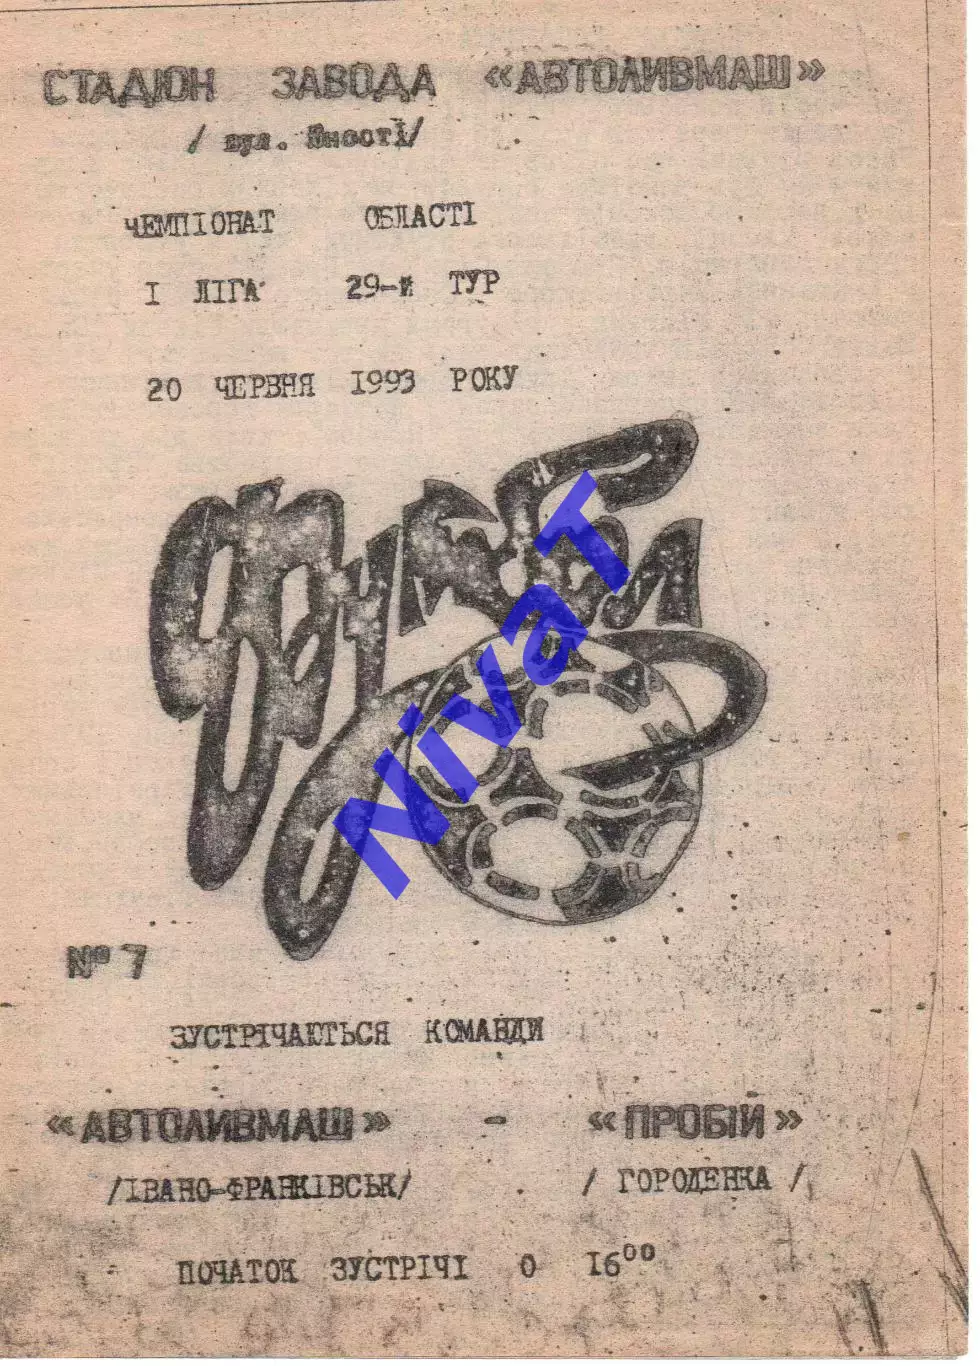 СТАДІОН ЗАВОДА «АВТОЛИВМАШ»
/ вул. Юності/
ЧЕМПІОНАТ ОБЛАСТІ
І ЛІГА 29-й ТУР
20 ЧЕРВНЯ 1993 РОКУ
футбол
NivaT
№ 7
ЗУСТРІЧАЄТЬСЯ КОМАНДИ
«АВТОЛИВМАШ» - «ПРОБІЙ»
/ІВАНО-ФРАНКІВСЬК/ / ГОРОДЕНКА /
ПОЧАТОК ЗУСТРІЧІ О 16⁰⁰